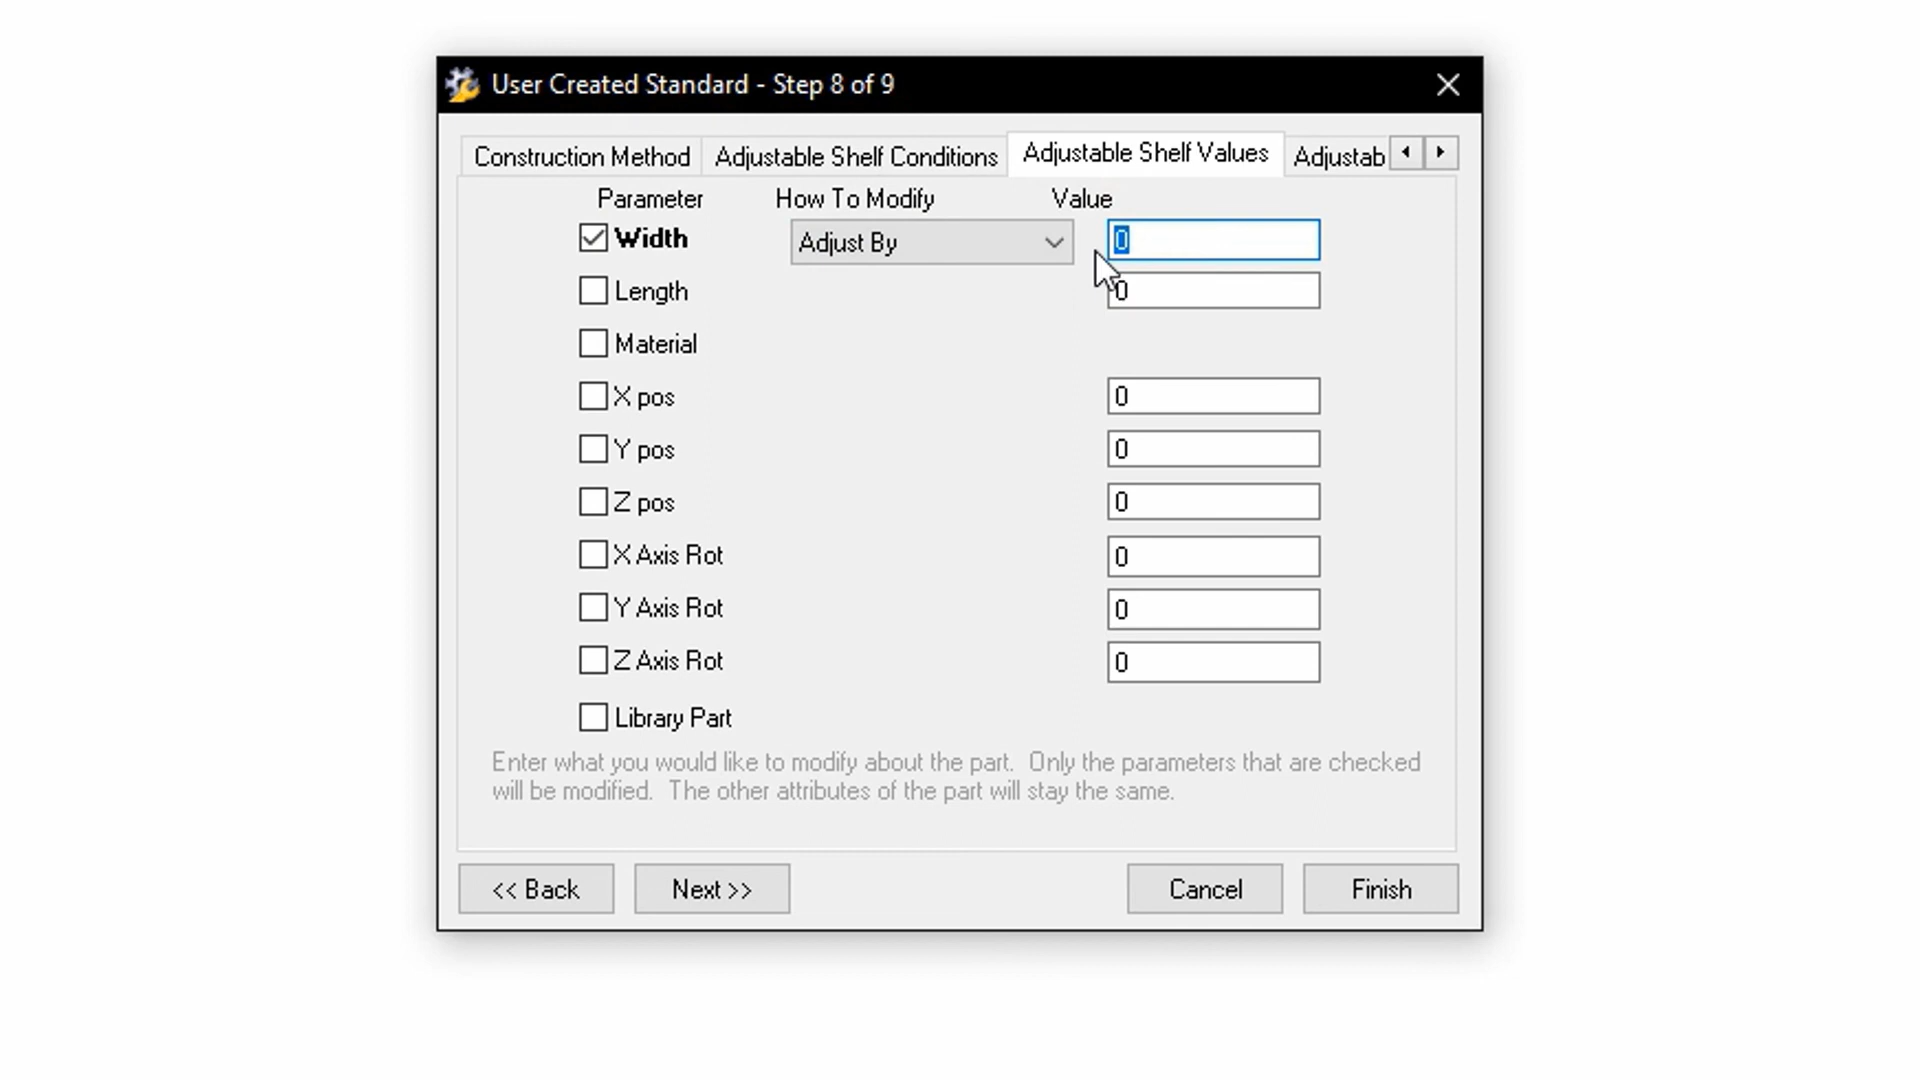 User Created Standard - Step 8 of 9
Construction Method Adjustable Shelf Conditions Adjustable Shelf Values Adjustab
Parameter How To Modify Value
Width Adjust By 0
Length 0
Material
X pos 0
Y pos 0
Z pos 0
X Axis Rot 0
Y Axis Rot 0
Z Axis Rot 0
Library Part
Enter what you would like to modify about the part. Only the parameters that are checked
will be modified. The other attributes of the part will stay the same.
<< Back Next >> Cancel Finish